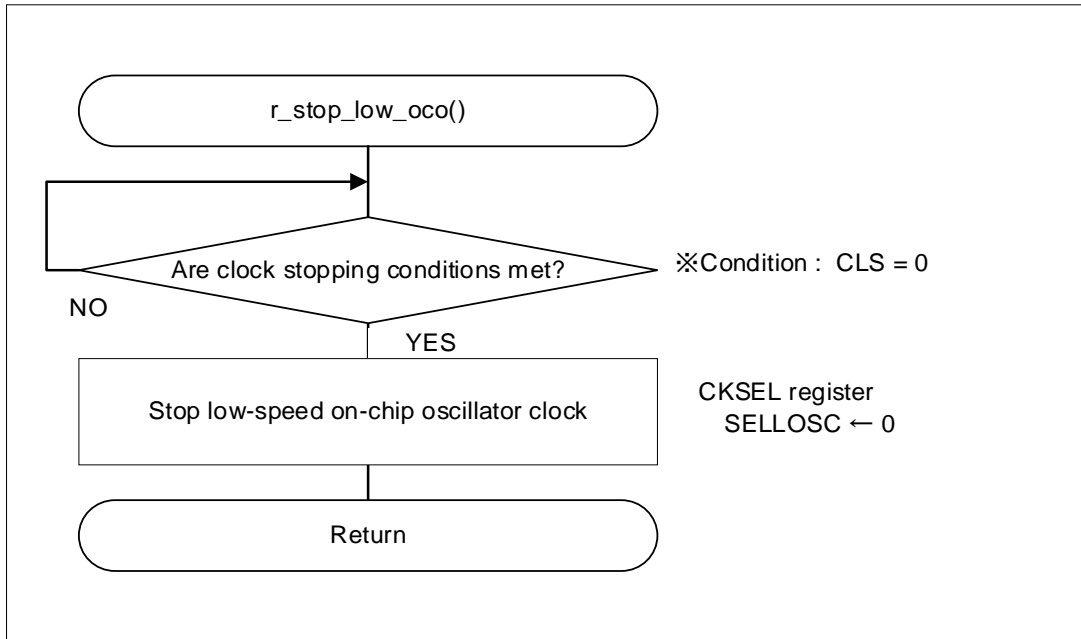 r_stop_low_oco()
Are clock stopping conditions met?
※Condition : CLS = 0
NO
YES
Stop low-speed on-chip oscillator clock
CKSEL register
SELLOSC ← 0
Return